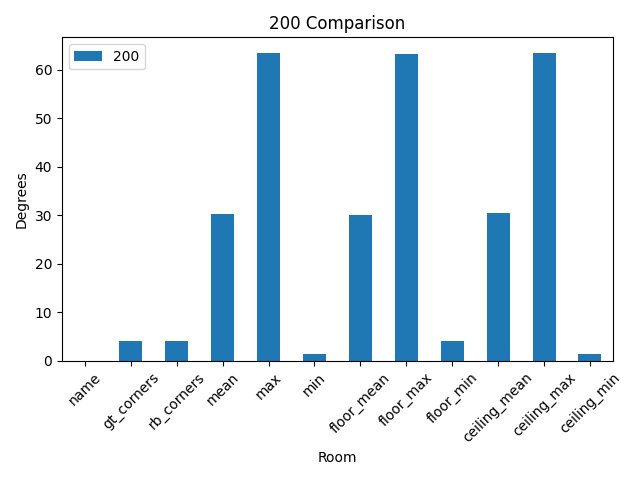 200 Comparison
200
Degrees
60
50
40
30
20
10
0
name
gt_corners
rb_corners
mean
max
min
floor_mean
floor_max
floor_min
ceiling_mean
ceiling_max
ceiling_min
Room